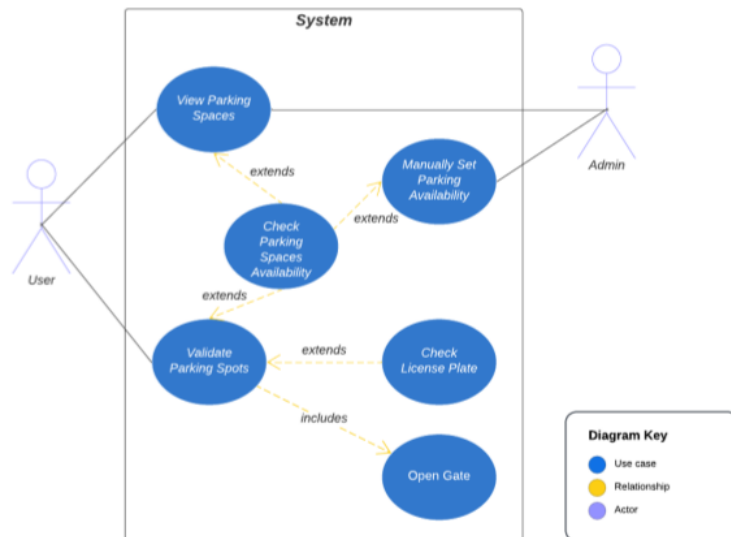 System
View Parking
Spaces
Admin
extends
Manually Set
Parking
Availability
extends
Check
Parking
Spaces
Availability
User
extends
Validate
Parking Spots
extends
Check
License Plate
includes
Open Gate
Diagram Key
Use case
Relationship
Actor